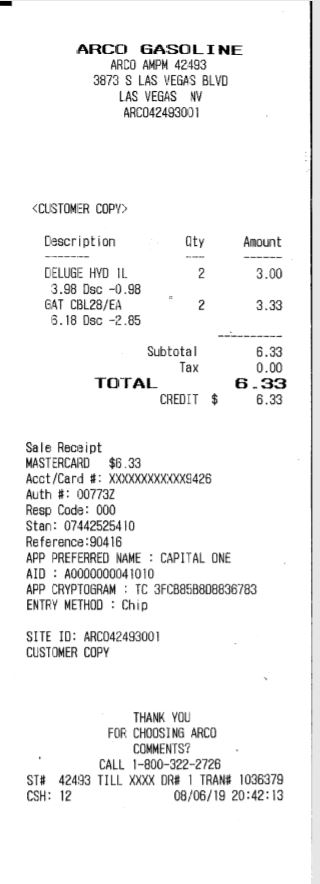 ARCO GASOLINE
ARCO AMPM 42493
3873 S LAS VEGAS BLVD
LAS VEGAS NV
ARCO42493001
<CUSTOMER COPY>
Description Qty Amount
DELUGE HYD 1L 2 3.00
3.98 Dsc -0.98
GAT CBL28/EA 2 3.33
6.18 Dsc -2.85
Subtotal 6.33
Tax 0.00
TOTAL 6.33
CREDIT $ 6.33
Sale Receipt
MASTERCARD $6.33
Acct/Card #: XXXXXXXXXXXX9426
Auth #: 00773Z
Resp Code: 000
Stan: 07442525410
Reference:90416
APP PREFERRED NAME : CAPITAL ONE
AID : A0000000041010
APP CRYPTOGRAM : TC 3FCB85B8D8836783
ENTRY METHOD : Chip
SITE ID: ARCO42493001
CUSTOMER COPY
THANK YOU
FOR CHOOSING ARCO
COMMENTS?
CALL 1-800-322-2726
ST# 42493 TILL XXXX DR# 1 TRAN# 1036379
CSH: 12 08/06/19 20:42:13